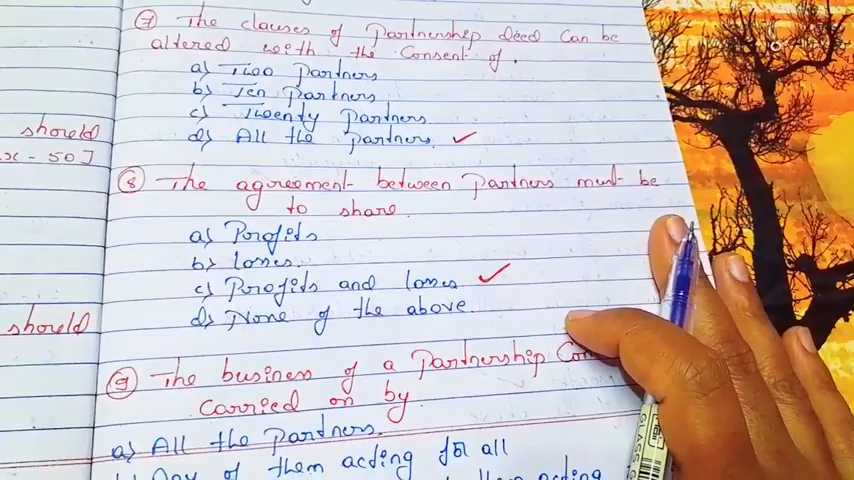 should
x - 50]
should
⑦ The clauses of Partnership deed can be
altered with the Consent of .
a) Two Partners
b) Ten Partners
c) Twenty Partners
d) All the Partners. ✓
⑧ The agreement between Partners must be
to share.
a) Profits
b) losses.
c) Profits and losses ✓
d) None of the above.
⑨ The business of a Partnership
carried on by
a) All the Partners.
Any of them acting for all
acting
GLASS